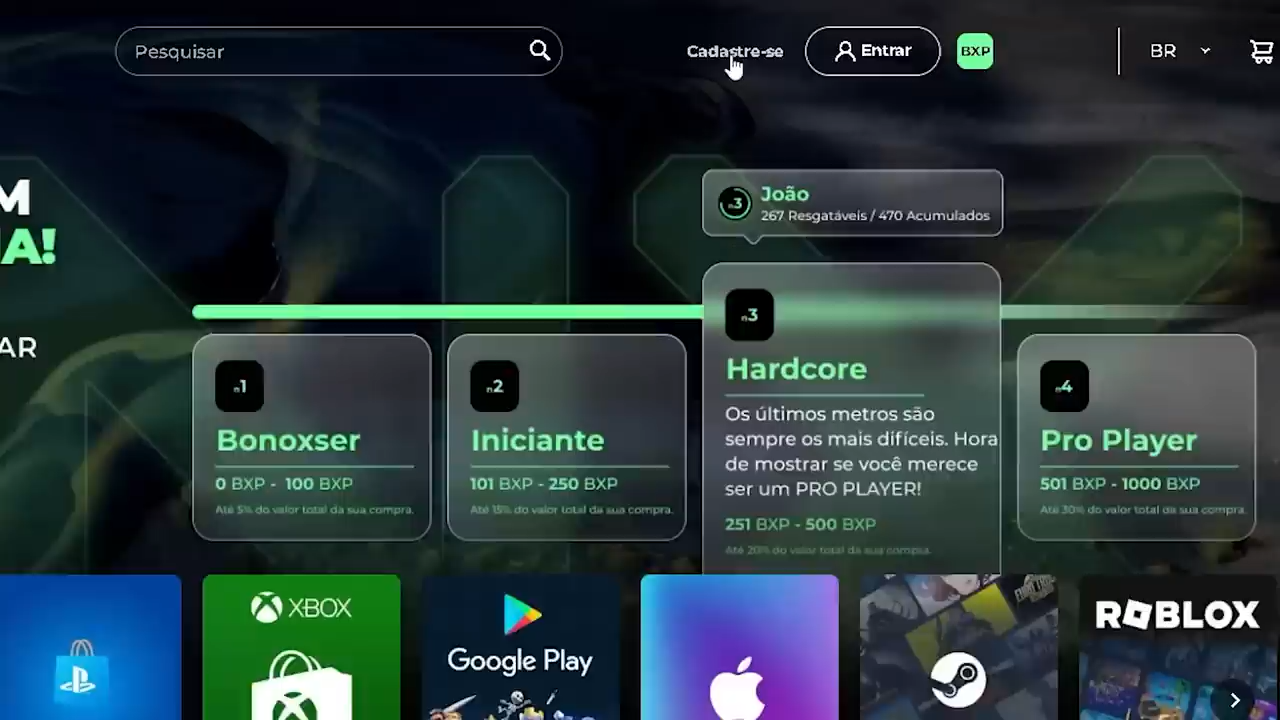 Pesquisar
Cadastre-se
Entrar
BXP
BR
M
A!
AR
n.3
João
267 Resgatáveis / 470 Acumulados
n.1
Bonoxser
0 BXP - 100 BXP
Até 5% do valor total da sua compra.
n.2
Iniciante
101 BXP - 250 BXP
Até 15% do valor total da sua compra.
n.3
Hardcore
Os últimos metros são
sempre os mais difíceis. Hora
de mostrar se você merece
ser um PRO PLAYER!
251 BXP - 500 BXP
Até 20% do valor total da sua compra.
n.4
Pro Player
501 BXP - 1000 BXP
Até 30% do valor total da sua compra.
XBOX
Google Play
ROBLOX